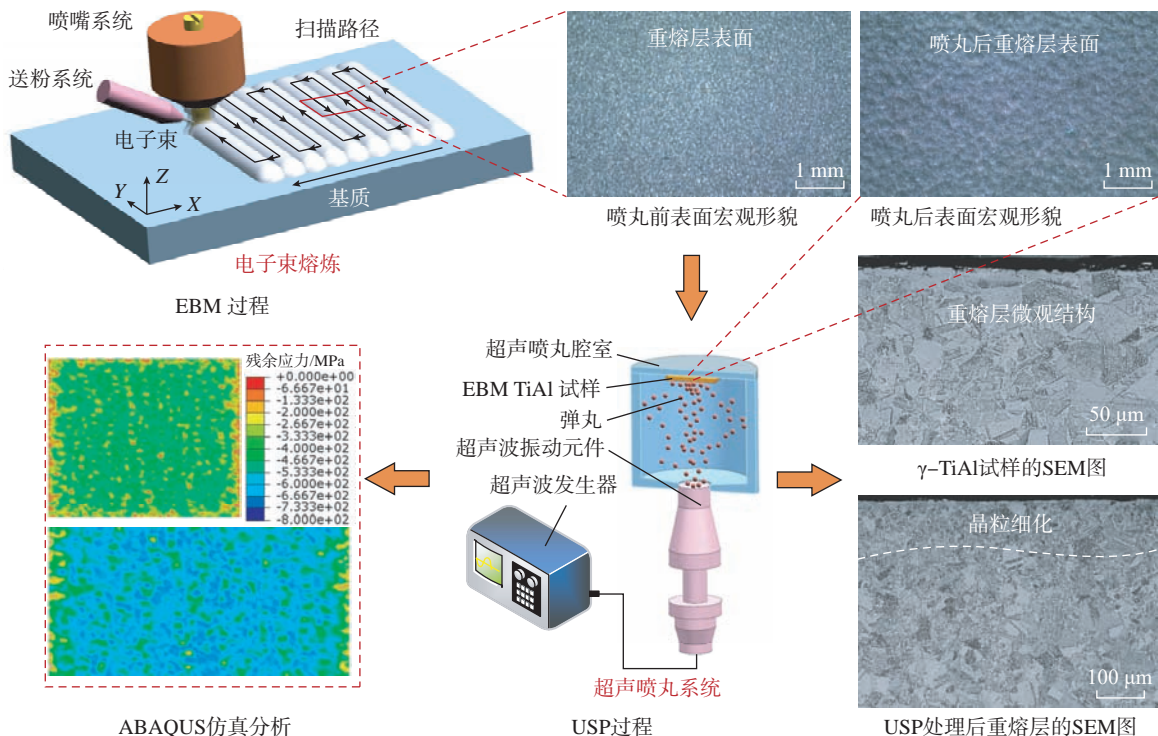 喷嘴系统
扫描路径
送粉系统
电子束
Z
Y
X
基质
电子束熔炼
EBM 过程
重熔层表面
1 mm
喷丸前表面宏观形貌
喷丸后重熔层表面
1 mm
喷丸后表面宏观形貌
重熔层微观结构
50 μm
γ–TiAl试样的SEM图
晶粒细化
100 μm
USP处理后重熔层的SEM图
超声喷丸腔室
EBM TiAl 试样
弹丸
超声波振动元件
超声波发生器
超声喷丸系统
USP过程
残余应力/MPa
+0.000e+00
-6.667e+01
-1.333e+02
-2.000e+02
-2.667e+02
-3.333e+02
-4.000e+02
-4.667e+02
-5.333e+02
-6.000e+02
-6.667e+02
-7.333e+02
-8.000e+02
ABAQUS仿真分析